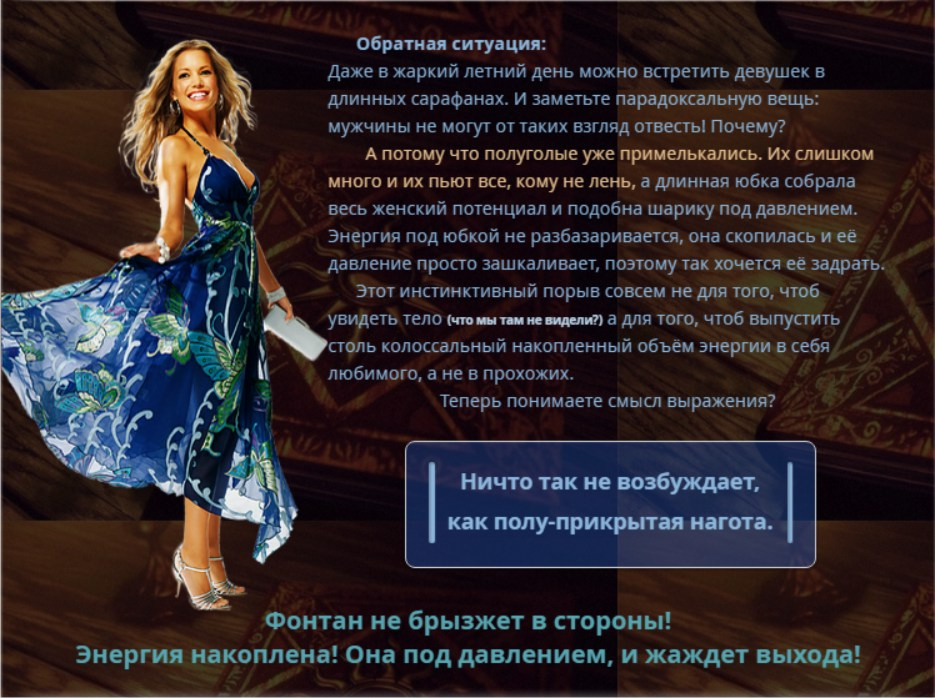 Обратная ситуация:
Даже в жаркий летний день можно встретить девушек в
длинных сарафанах. И заметьте парадоксальную вещь:
мужчины не могут от таких взгляд отвесть! Почему?
А потому что полуголые уже примелькались. Их слишком
много и их пьют все, кому не лень, а длинная юбка собрала
весь женский потенциал и подобна шарику под давлением.
Энергия под юбкой не разбазаривается, она скопилась и её
давление просто зашкаливает, поэтому так хочется её задрать.
Этот инстинктивный порыв совсем не для того, чтоб
увидеть тело (что мы там не видели?) а для того, чтоб выпустить
столь колоссальный накопленный объём энергии в себя
любимого, а не в прохожих.
Теперь понимаете смысл выражения?
Ничто так не возбуждает,
как полу-прикрытая нагота.
Фонтан не брызжет в стороны!
Энергия накоплена! Она под давлением, и жаждет выхода!